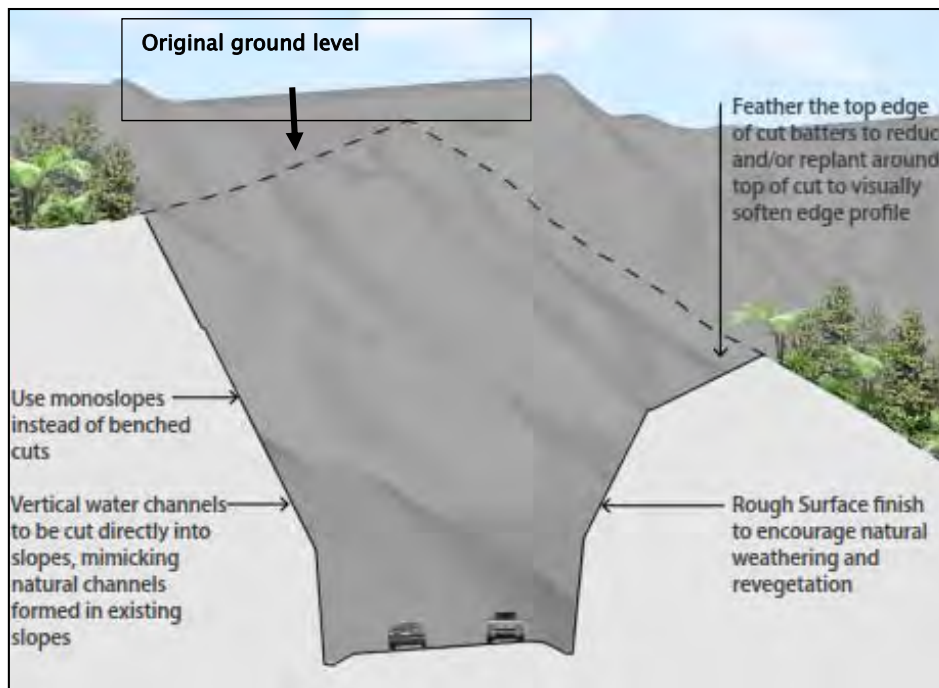 Original ground level
Feather the top edge
of cut batters to reduc
and/or replant around
top of cut to visually
soften edge profile
Use monoslopes
instead of benched
cuts
Vertical water channels
to be cut directly into
slopes, mimicking
natural channels
formed in existing
slopes
Rough Surface finish
to encourage natural
weathering and
revegetation